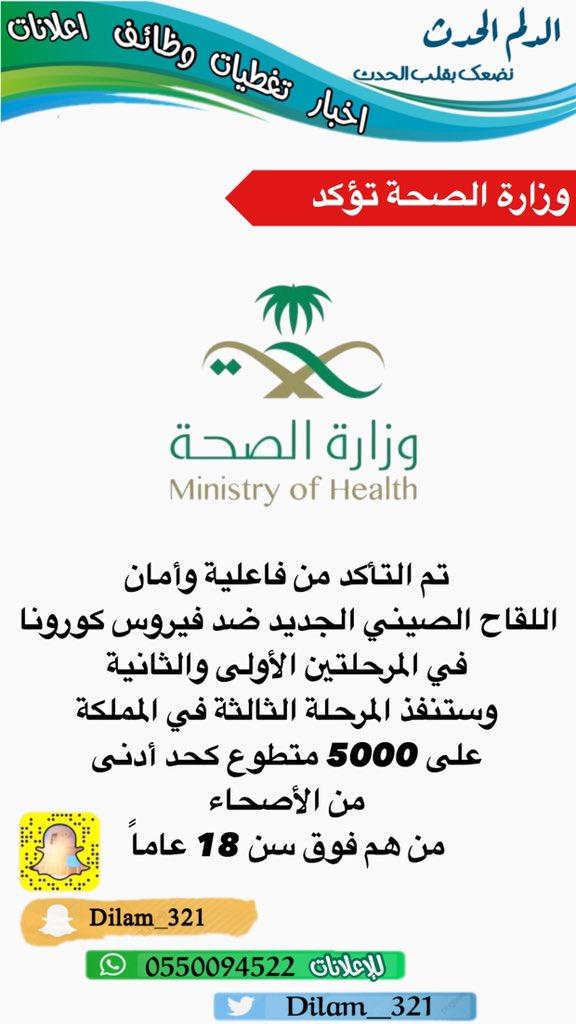 الدلم الحدث
نضعك بقلب الحدث
اخبار تغطيات وظائف اعلانات
وزارة الصحة تؤكد
وزارة الصحة
Ministry of Health
تم التأكد من فاعلية وأمان
اللقاح الصيني الجديد ضد فيروس كورونا
في المرحلتين الأولى والثانية
وستنفذ المرحلة الثالثة في المملكة
على 5000 متطوع كحد أدنى
من الأصحاء
من هم فوق سن 18 عاماً
Dilam_321
للإعلانات 0550094522
Dilam__321